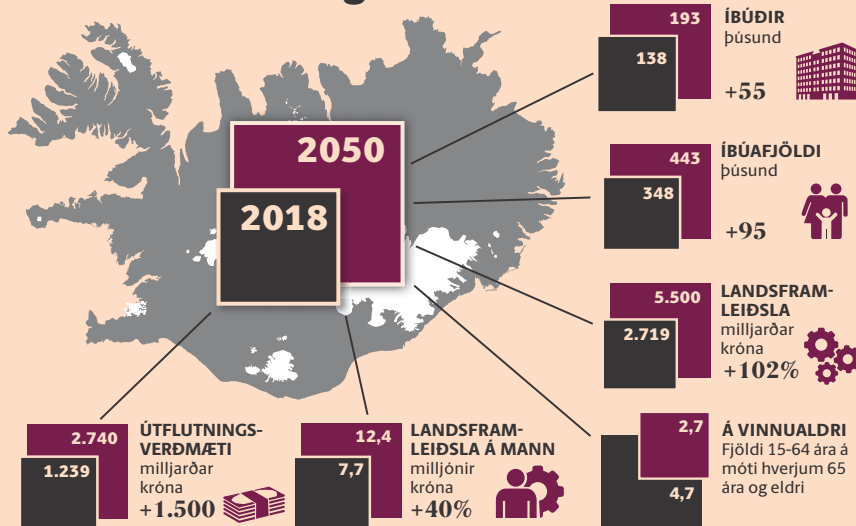 2050
2018
193
138
ÍBÚÐIR
þúsund
+55
443
348
ÍBÚAFJÖLDI
þúsund
+95
5.500
2.719
LANDSFRAM-
LEIÐSLA
milljarðar
króna
+102%
2.740
1.239
ÚTFLUTNINGS-
VERÐMÆTI
milljarðar
króna
+1.500
12,4
7,7
LANDSFRAM-
LEIÐSLA Á MANN
milljónir
króna
+40%
2,7
4,7
Á VINNUALDRI
Fjöldi 15-64 ára á
móti hverjum 65
ára og eldri